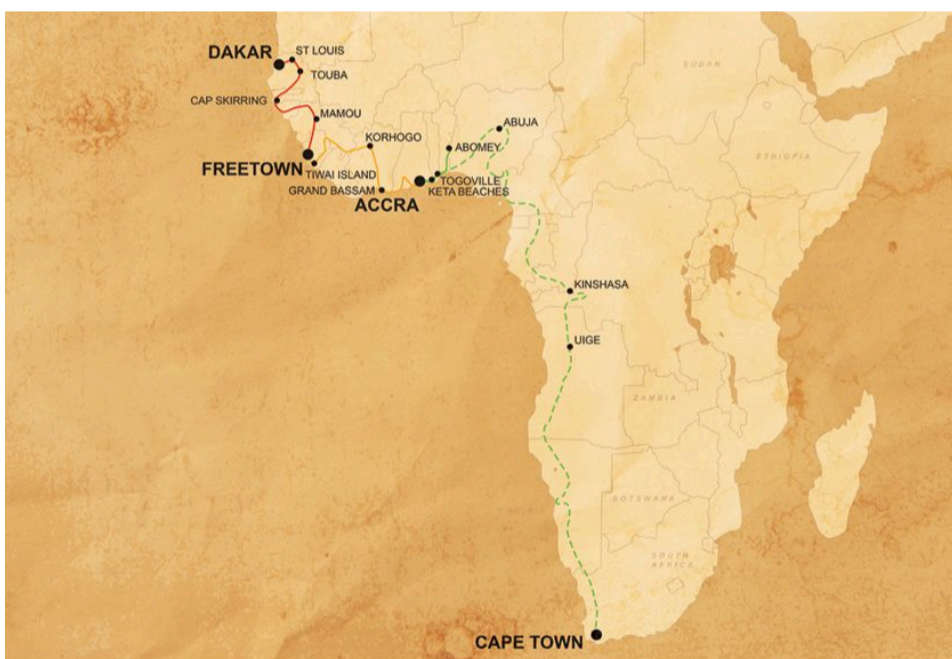 DAKAR
ST LOUIS
TOUBA
CAP SKIRRING
MAMOU
FREETOWN
TIWAI ISLAND
KORHOGO
GRAND BASSAM
ACCRA
ABUJA
ABOMEY
TOGOVILLE
KETA BEACHES
KINSHASA
UIGE
CAPE TOWN
SUDAN
ETHIOPIA
ZAMBIA
BOTSWANA
SOUTH
AFRICA